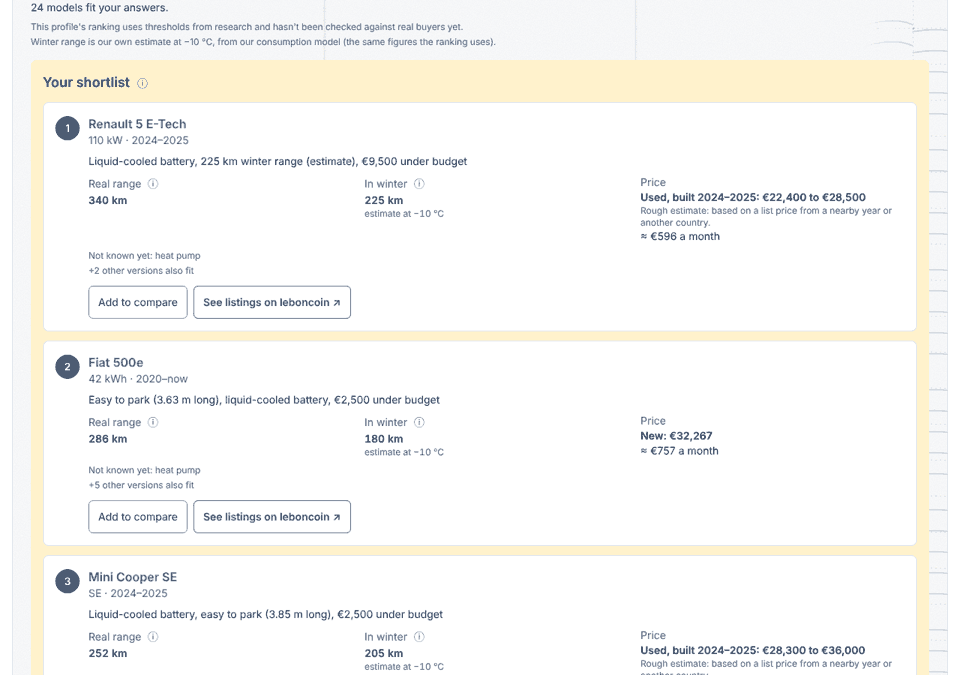 24 models fit your answers.
This profile's ranking uses thresholds from research and hasn't been checked against real buyers yet.
Winter range is our own estimate at −10 °C, from our consumption model (the same figures the ranking uses).
Your shortlist ⓘ
1
Renault 5 E-Tech
110 kW · 2024–2025
Liquid-cooled battery, 225 km winter range (estimate), €9,500 under budget
Real range ⓘ
340 km
In winter ⓘ
225 km
estimate at −10 °C
Price
Used, built 2024–2025: €22,400 to €28,500
Rough estimate: based on a list price from a nearby year or
another country.
≈ €596 a month
Not known yet: heat pump
+2 other versions also fit
Add to compare
See listings on leboncoin ↗
2
Fiat 500e
42 kWh · 2020–now
Easy to park (3.63 m long), liquid-cooled battery, €2,500 under budget
Real range ⓘ
286 km
In winter ⓘ
180 km
estimate at −10 °C
Price
New: €32,267
≈ €757 a month
Not known yet: heat pump
+5 other versions also fit
Add to compare
See listings on leboncoin ↗
3
Mini Cooper SE
SE · 2024–2025
Liquid-cooled battery, easy to park (3.85 m long), €2,500 under budget
Real range ⓘ
252 km
In winter ⓘ
205 km
estimate at −10 °C
Price
Used, built 2024–2025: €28,300 to €36,000
Rough estimate: based on a list price from a nearby year or